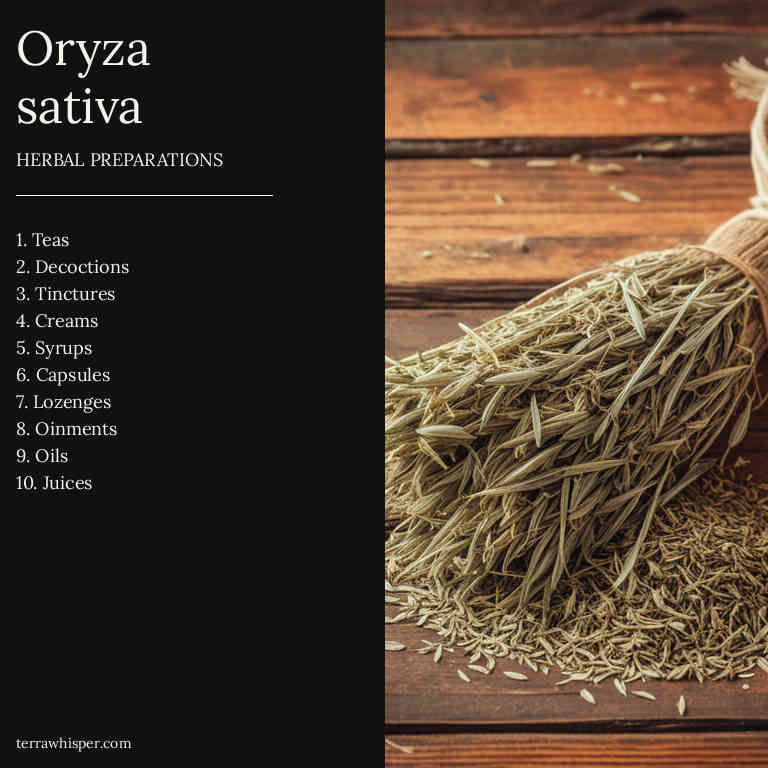 Oryza
sativa
HERBAL PREPARATIONS
1. Teas
2. Decoctions
3. Tinctures
4. Creams
5. Syrups
6. Capsules
7. Lozenges
8. Oinments
9. Oils
10. Juices
terrawhisper.com